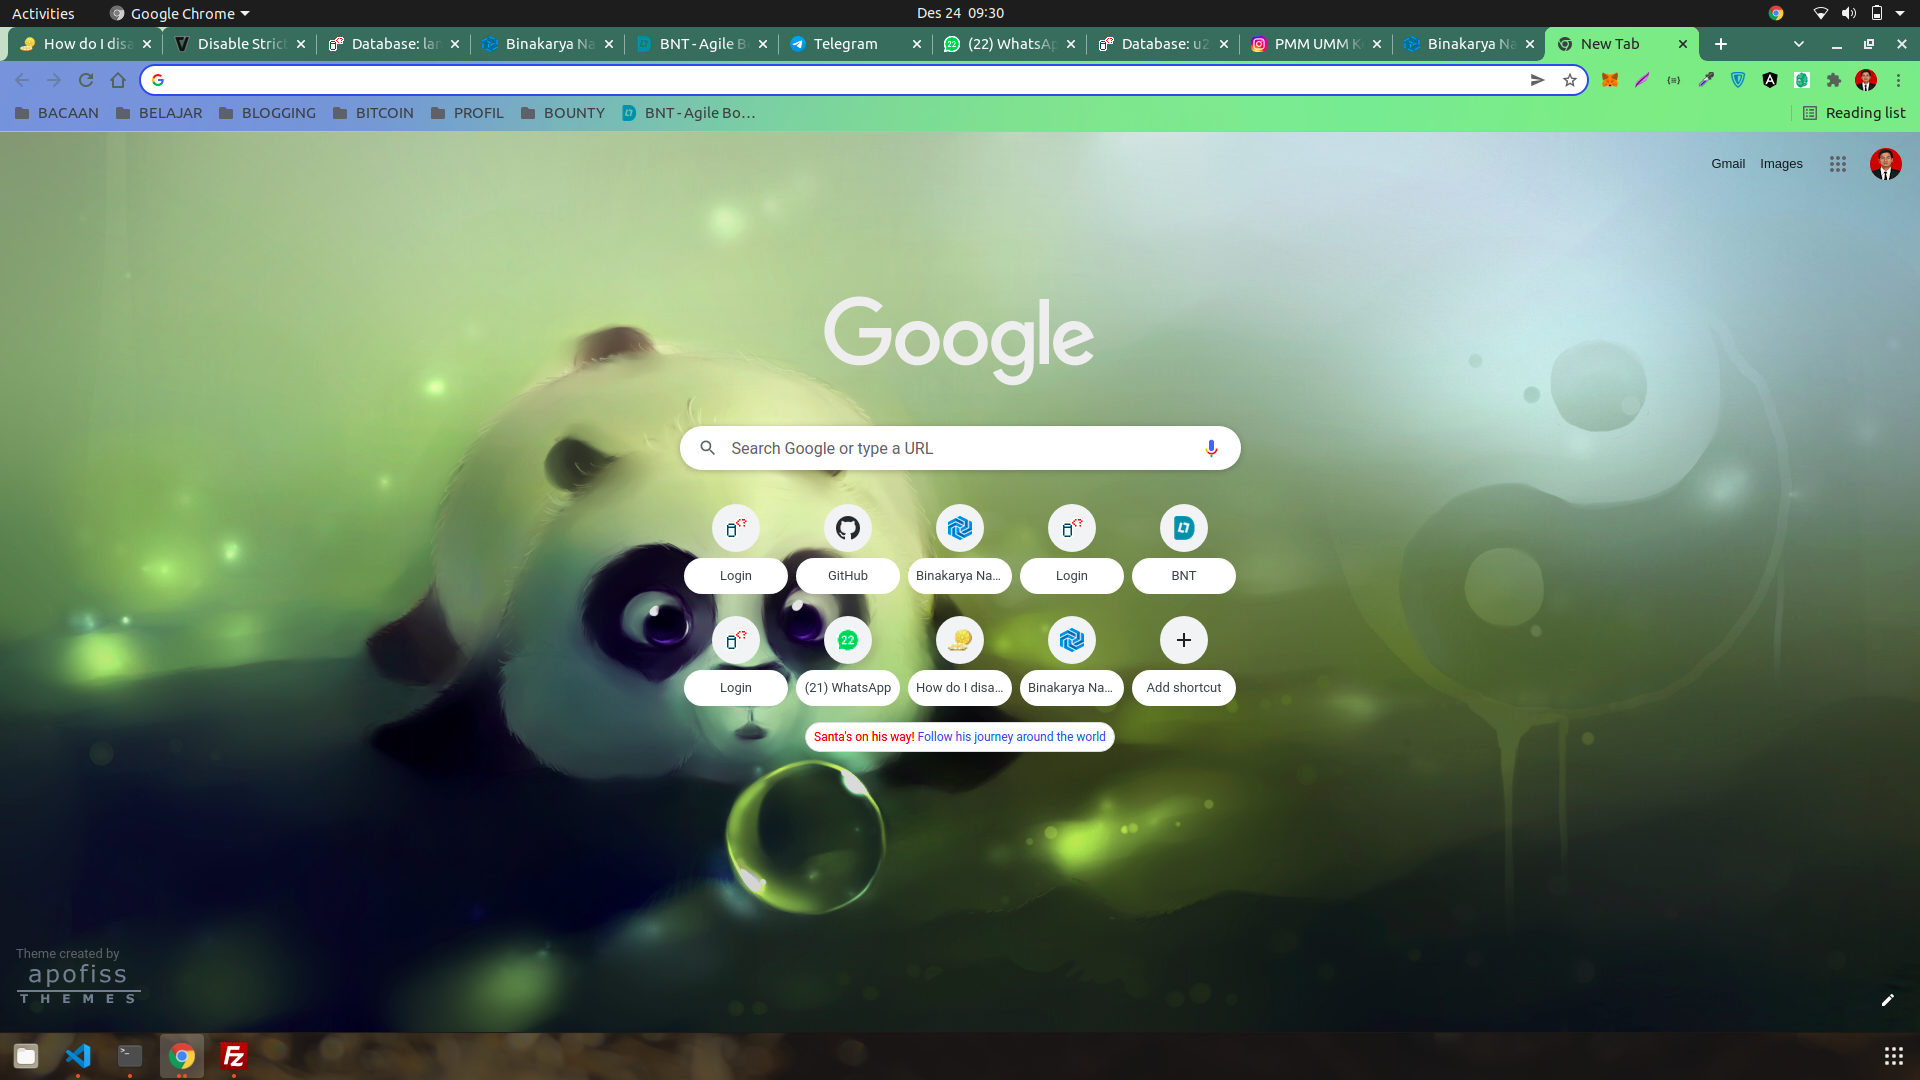 Activities
Google Chrome
Des 24 09:30
How do I disa
Disable Strict
Database: lar
Binakarya Na
BNT - Agile B
Telegram
(22) WhatsAp
Database: u2
PMM UMM K
Binakarya Na
New Tab
BACAAN
BELAJAR
BLOGGING
BITCOIN
PROFIL
BOUNTY
BNT - Agile Bo…
Reading list
Gmail
Images
Google
Search Google or type a URL
Login
GitHub
Binakarya Na...
Login
BNT
22
Login
(21) WhatsApp
How do I disa...
Binakarya Na...
Add shortcut
Santa's on his way! Follow his journey around the world
Theme created by
apofiss
THEMES